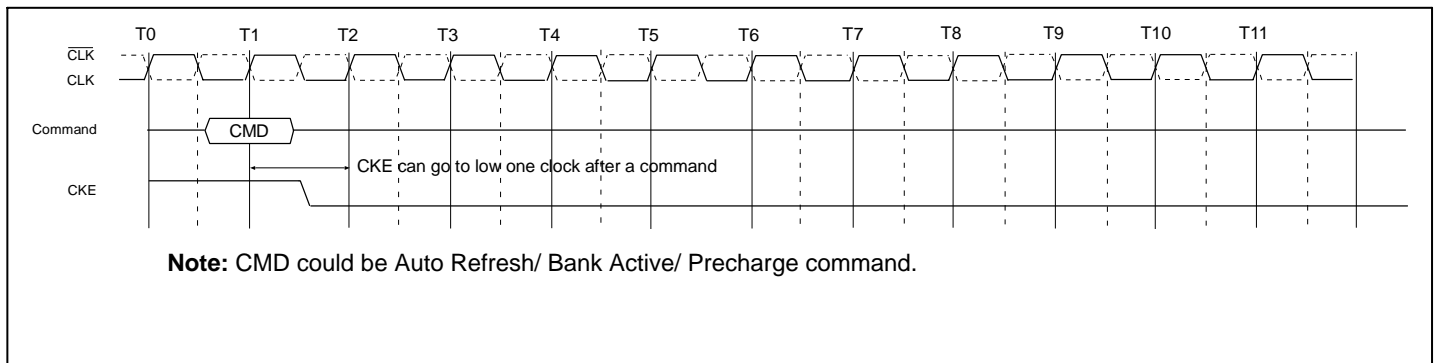 T0 T1 T2 T3 T4 T5 T6 T7 T8 T9 T10 T11
CLK
CLK
Command
CMD
CKE can go to low one clock after a command
CKE
Note: CMD could be Auto Refresh/ Bank Active/ Precharge command.